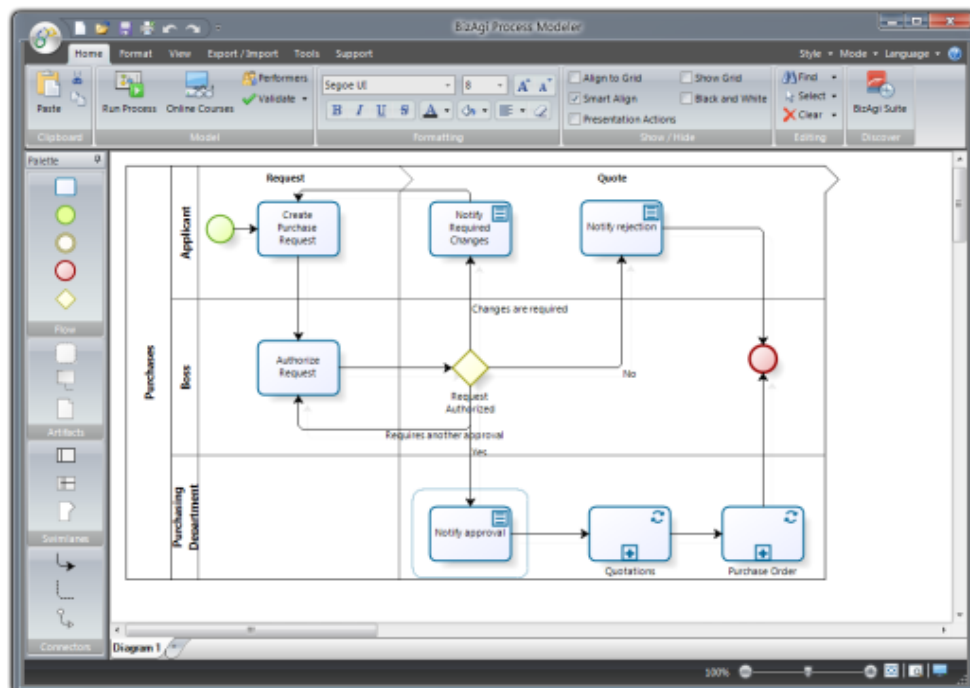 BizAgi Process Modeler
Home Format View Export / Import Tools Support Style Mode Language
Paste
Run Process
Online Courses
Performers
Validate
Segoe UI 8
B I U S A
Align to Grid
Show Grid
Smart Align
Black and White
Presentation Actions
Find
Select
Clear
BizAgi Suite
Clipboard Model Formatting Show / Hide Editing Discover
Palette
Flow
Artifacts
Swimlanes
Connectors
Purchases
Applicant
Boss
Purchasing
Department
Request
Quote
Create
Purchase
Request
Notify
Required
Changes
Notify rejection
Changes are required
Authorize
Request
Request
Authorized
No
Requires another approval
Yes
Notify approval
Quotations
Purchase Order
Diagram 1
100%